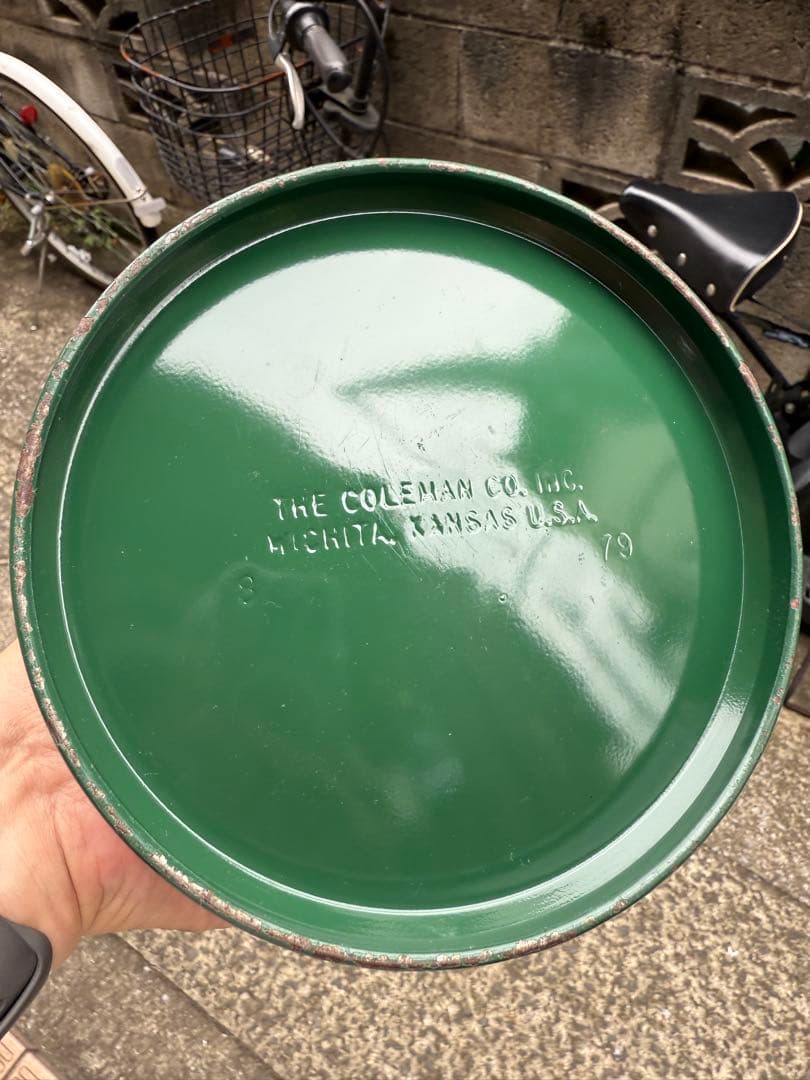 THE COLEMAN CO. INC.
WICHITA, KANSAS U.S.A.
8 79